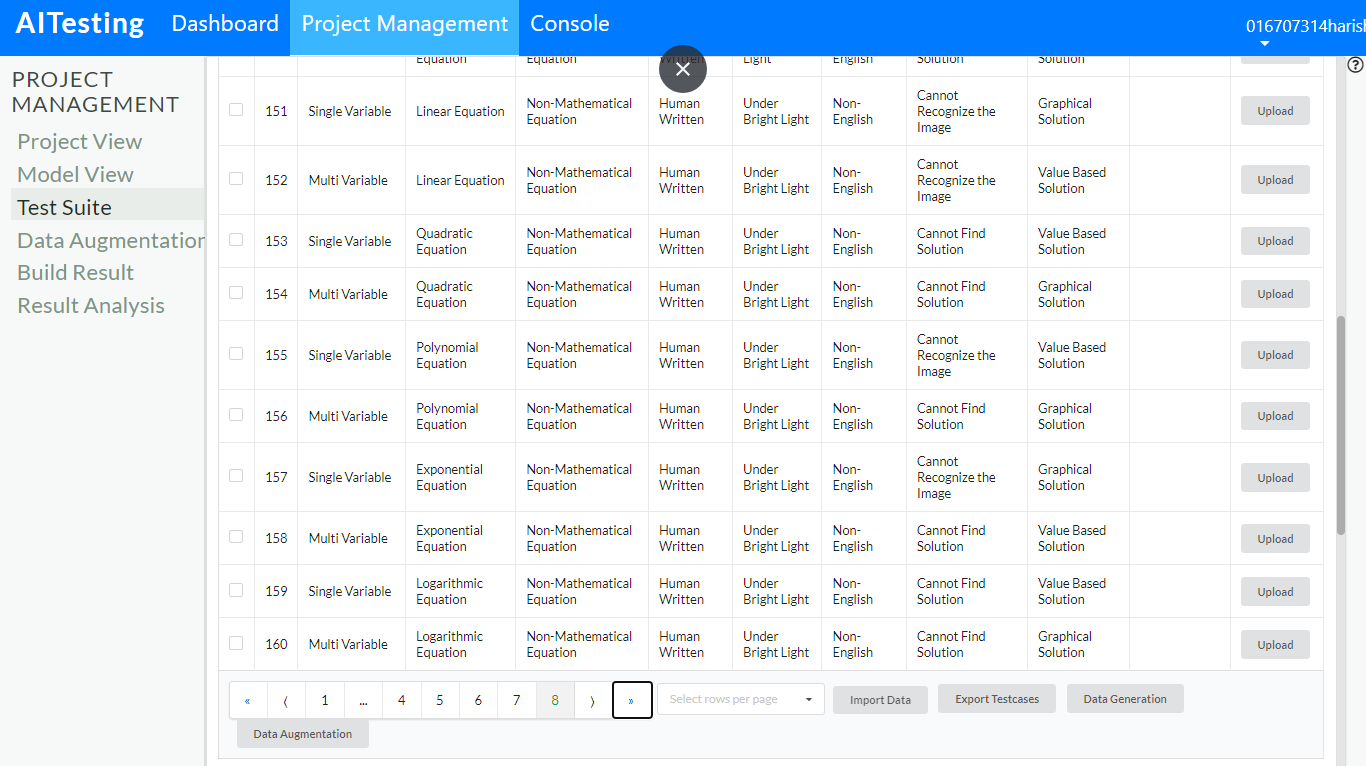 AITesting Dashboard Project Management Console 016707314harish
PROJECT
MANAGEMENT
Project View
Model View
Test Suite
Data Augmentation
Build Result
Result Analysis
Equation Equation Written Light English Solution Solution
151 Single Variable Linear Equation Non-Mathematical Equation Human Written Under Bright Light Non-English Cannot Recognize the Image Graphical Solution Upload
152 Multi Variable Linear Equation Non-Mathematical Equation Human Written Under Bright Light Non-English Cannot Recognize the Image Value Based Solution Upload
153 Single Variable Quadratic Equation Non-Mathematical Equation Human Written Under Bright Light Non-English Cannot Find Solution Value Based Solution Upload
154 Multi Variable Quadratic Equation Non-Mathematical Equation Human Written Under Bright Light Non-English Cannot Find Solution Graphical Solution Upload
155 Single Variable Polynomial Equation Non-Mathematical Equation Human Written Under Bright Light Non-English Cannot Recognize the Image Value Based Solution Upload
156 Multi Variable Polynomial Equation Non-Mathematical Equation Human Written Under Bright Light Non-English Cannot Find Solution Graphical Solution Upload
157 Single Variable Exponential Equation Non-Mathematical Equation Human Written Under Bright Light Non-English Cannot Recognize the Image Graphical Solution Upload
158 Multi Variable Exponential Equation Non-Mathematical Equation Human Written Under Bright Light Non-English Cannot Find Solution Value Based Solution Upload
159 Single Variable Logarithmic Equation Non-Mathematical Equation Human Written Under Bright Light Non-English Cannot Find Solution Value Based Solution Upload
160 Multi Variable Logarithmic Equation Non-Mathematical Equation Human Written Under Bright Light Non-English Cannot Find Solution Graphical Solution Upload
« ⟨ 1 ... 4 5 6 7 8 ⟩ » Select rows per page Import Data Export Testcases Data Generation
Data Augmentation